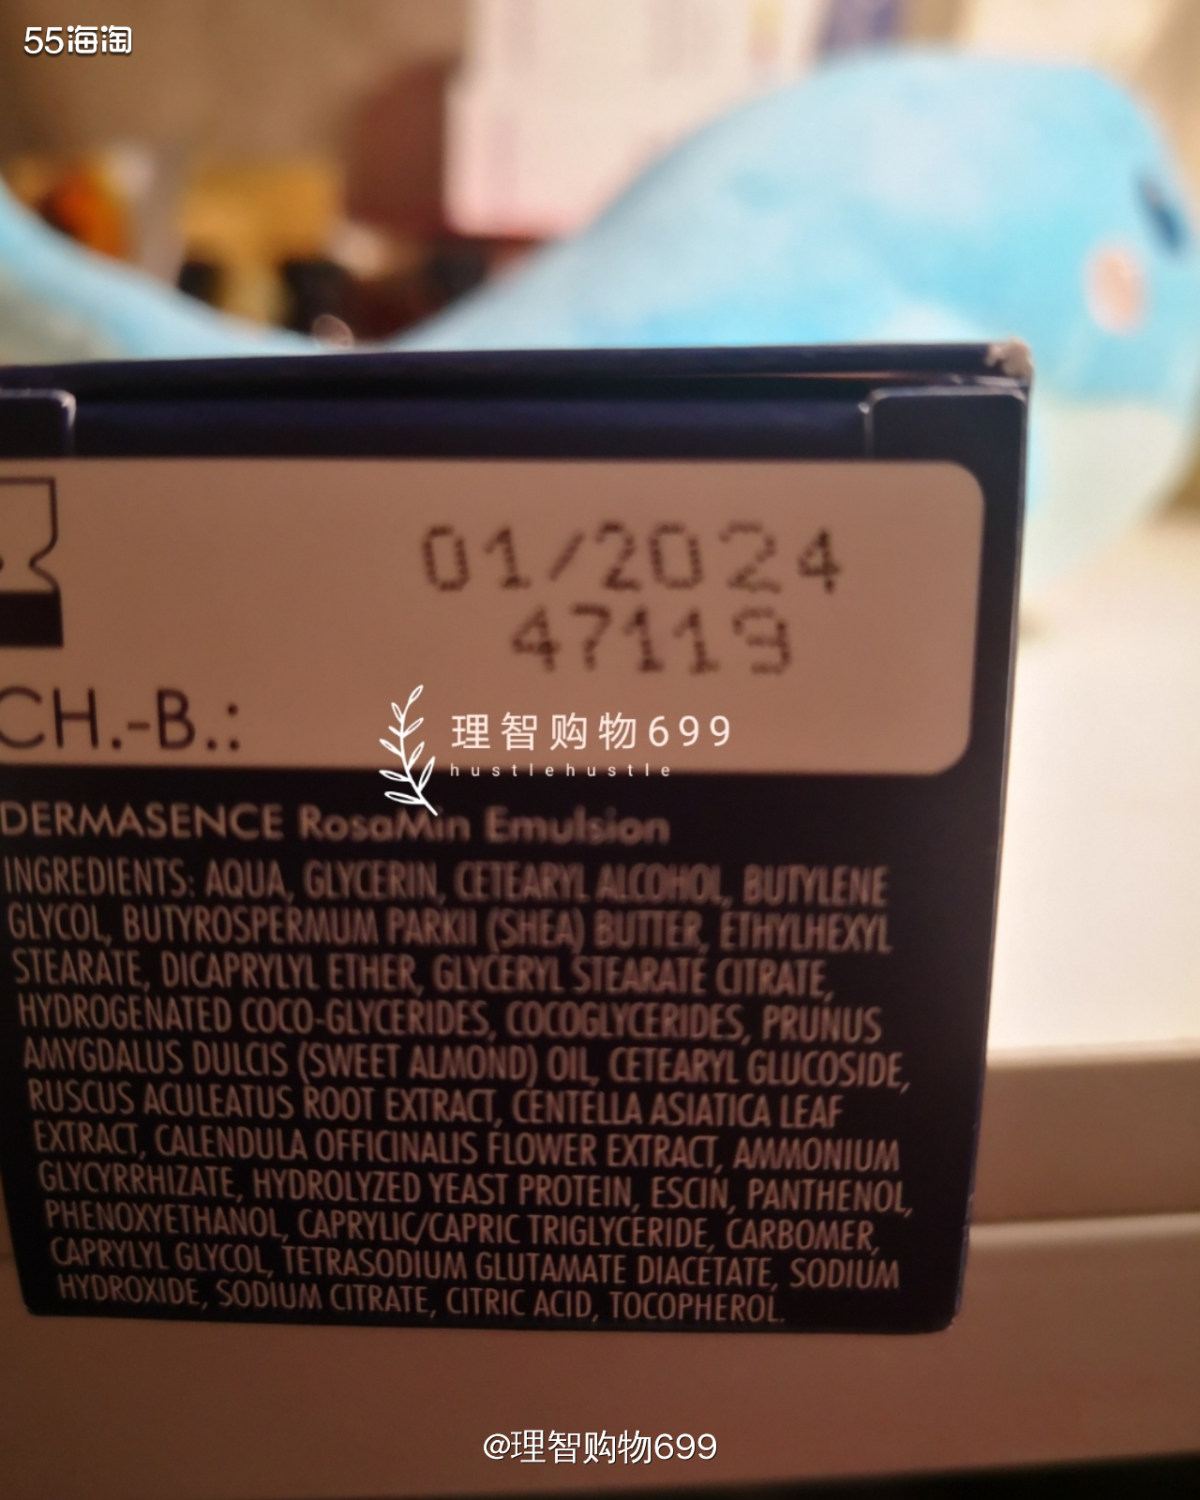 55海淘
01/2024
47119
CH.-B.:
理智购物699
hustlehustle
DERMASENCE RosaMin Emulsion
INGREDIENTS: AQUA, GLYCERIN, CETEARYL ALCOHOL, BUTYLENE
GLYCOL, BUTYROSPERMUM PARKII (SHEA) BUTTER, ETHYLHEXYL
STEARATE, DICAPRYLYL ETHER, GLYCERYL STEARATE CITRATE,
HYDROGENATED COCO-GLYCERIDES, COCOGLYCERIDES, PRUNUS
AMYGDALUS DULCIS (SWEET ALMOND) OIL, CETEARYL GLUCOSIDE,
RUSCUS ACULEATUS ROOT EXTRACT, CENTELLA ASIATICA LEAF
EXTRACT, CALENDULA OFFICINALIS FLOWER EXTRACT, AMMONIUM
GLYCYRRHIZATE, HYDROLYZED YEAST PROTEIN, ESCIN, PANTHENOL,
PHENOXYETHANOL, CAPRYLIC/CAPRIC TRIGLYCERIDE, CARBOMER,
CAPRYLYL GLYCOL, TETRASODIUM GLUTAMATE DIACETATE, SODIUM
HYDROXIDE, SODIUM CITRATE, CITRIC ACID, TOCOPHEROL.
@理智购物699